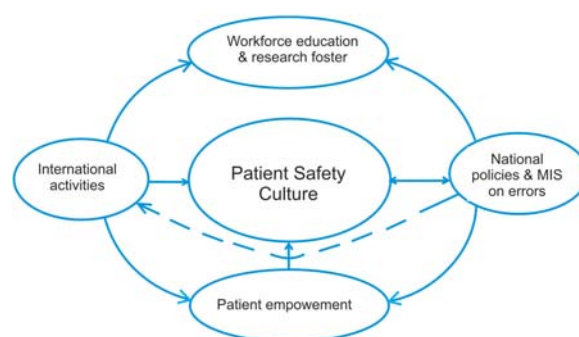 Workforce education
& research foster
International
activities
Patient Safety
Culture
National
policies & MIS
on errors
Patient empowement